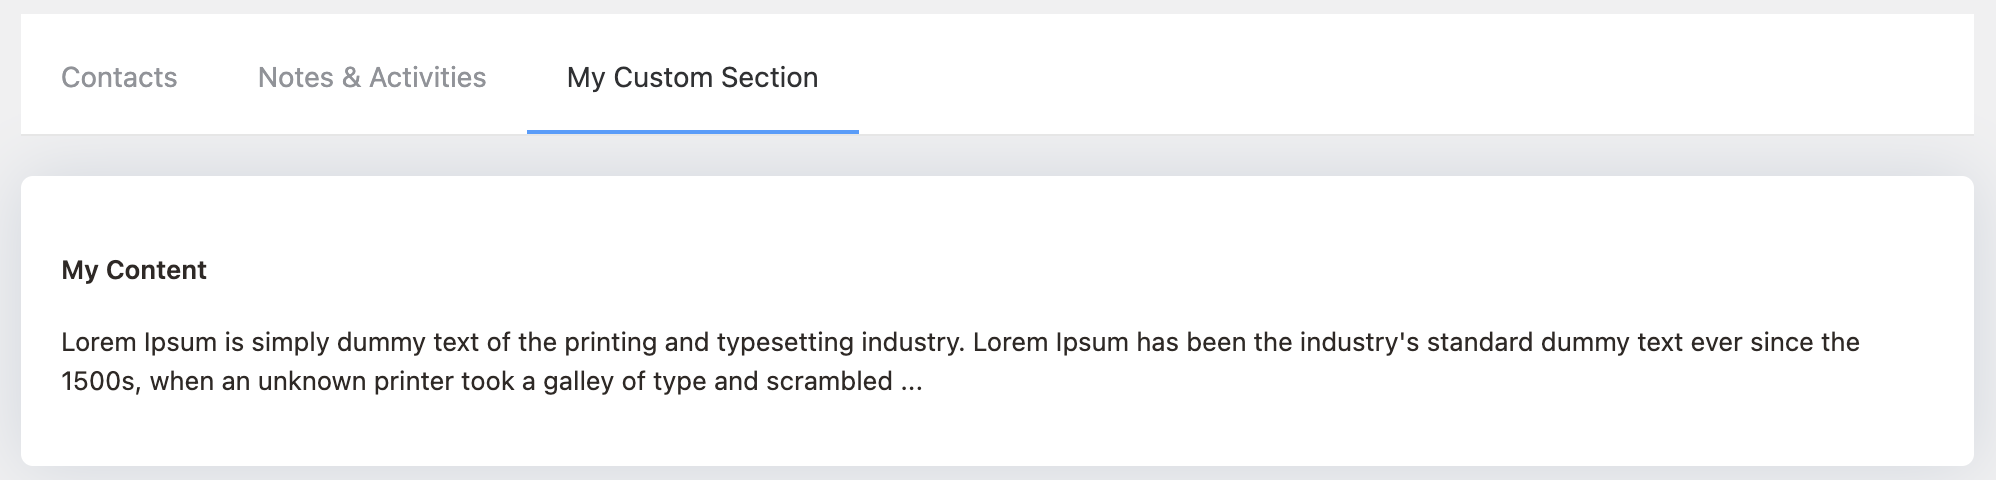 Contacts Notes & Activities My Custom Section
My Content
Lorem Ipsum is simply dummy text of the printing and typesetting industry. Lorem Ipsum has been the industry's standard dummy text ever since the
1500s, when an unknown printer took a galley of type and scrambled ...